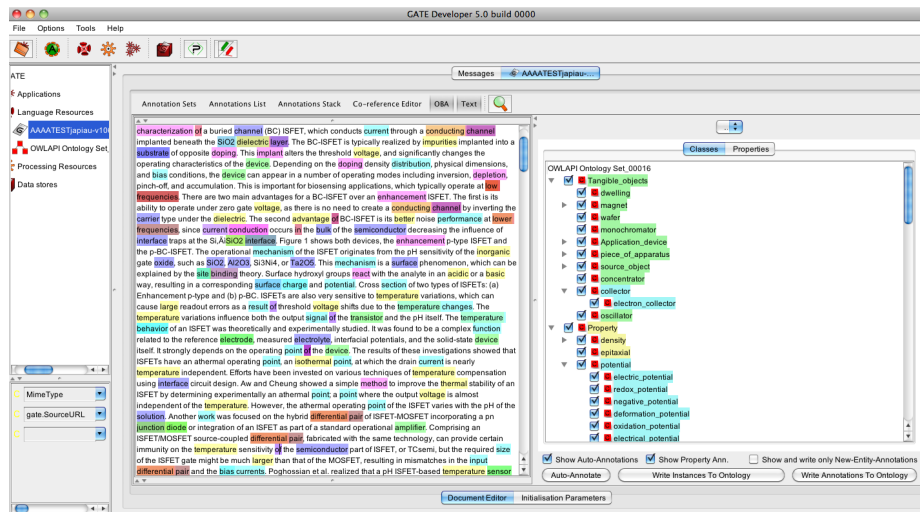 GATE Developer 5.0 build 0000
File Options Tools Help
Messages AAAATESTjapiau-...
ATE
Applications
Language Resources
AAAATESTjapiau-v10
OWLAPI Ontology Set_
Processing Resources
Data stores
MimeType
gate.SourceURL
Annotation Sets Annotations List Annotations Stack Co-reference Editor OBA Text
characterization of a buried channel (BC) ISFET, which conducts current through a conducting channel
implanted beneath the SiO2 dielectric layer. The BC-ISFET is typically realized by impurities implanted into a
substrate of opposite doping. This implant alters the threshold voltage, and significantly changes the
operating characteristics of the device. Depending on the doping density distribution, physical dimensions,
and bias conditions, the device can appear in a number of operating modes including inversion, depletion,
pinch-off, and accumulation. This is important for biosensing applications, which typically operate at low
frequencies. There are two main advantages for a BC-ISFET over an enhancement ISFET. The first is its
ability to operate under zero gate voltage, as there is no need to create a conducting channel by inverting the
carrier type under the dielectric. The second advantage of BC-ISFET is its better noise performance at lower
frequencies, since current conduction occurs in the bulk of the semiconductor decreasing the influence of
interface traps at the Si,ÄìSiO2 interface. Figure 1 shows both devices, the enhancement p-type ISFET and
the p-BC-ISFET. The operational mechanism of the ISFET originates from the pH sensitivity of the inorganic
gate oxide, such as SiO2, Al2O3, Si3Ni4, or Ta2O5. This mechanism is a surface phenomenon, which can be
explained by the site binding theory. Surface hydroxyl groups react with the analyte in an acidic or a basic
way, resulting in a corresponding surface charge and potential. Cross section of two types of ISFETs: (a)
Enhancement p-type and (b) p-BC. ISFETs are also very sensitive to temperature variations, which can
cause large readout errors as a result of threshold voltage shifts due to the temperature changes. The
temperature variations influence both the output signal of the transistor and the pH itself. The temperature
behavior of an ISFET was theoretically and experimentally studied. It was found to be a complex function
related to the reference electrode, measured electrolyte, interfacial potentials, and the solid-state device
itself. It strongly depends on the operating point of the device. The results of these investigations showed that
ISFETs have an athermal operating point, an isothermal point, at which the drain current is nearly
temperature independent. Efforts have been invested on various techniques of temperature compensation
using interface circuit design. Aw and Cheung showed a simple method to improve the thermal stability of an
ISFET by determining experimentally an athermal point; a point where the output voltage is almost
independent of the temperature. However, the athermal operating point of the ISFET varies with the pH of the
solution. Another work was focused on the hybrid differential pair of ISFET-MOSFET incorporating a pn
junction diode or integration of an ISFET as part of a standard operational amplifier. Comprising an
ISFET/MOSFET source-coupled differential pair, fabricated with the same technology, can provide certain
immunity on the temperature sensitivity of the semiconductor part of ISFET, or TCsemi, but the required size
of the ISFET gate might be much larger than that of the MOSFET, resulting in mismatches in the input
differential pair and the bias currents. Poghossian et al. realized that a pH ISFET-based temperature sensor
..
Classes Properties
OWLAPI Ontology Set_00016
Tangible_objects
dwelling
magnet
wafer
monochromator
Application_device
piece_of_apparatus
source_object
concentrator
collector
electron_collector
oscillator
Property
density
epitaxial
potential
electric_potential
redox_potential
negative_potential
deformation_potential
oxidation_potential
electrical_potential
Show Auto-Annotations Show Property Ann. Show and write only New-Entity-Annotations
Auto-Annotate Write Instances To Ontology Write Annotations To Ontology
Document Editor Initialisation Parameters